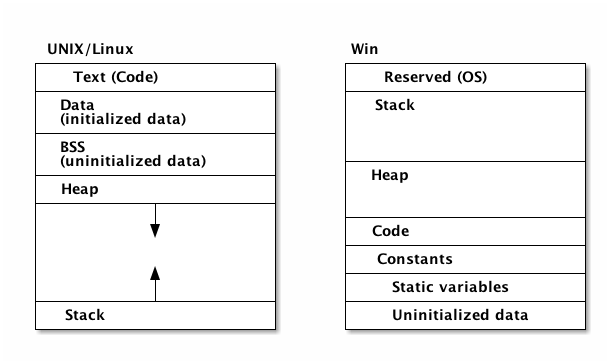 UNIX/Linux
Text (Code)
Data
(initialized data)
BSS
(uninitialized data)
Heap
Stack
Win
Reserved (OS)
Stack
Heap
Code
Constants
Static variables
Uninitialized data